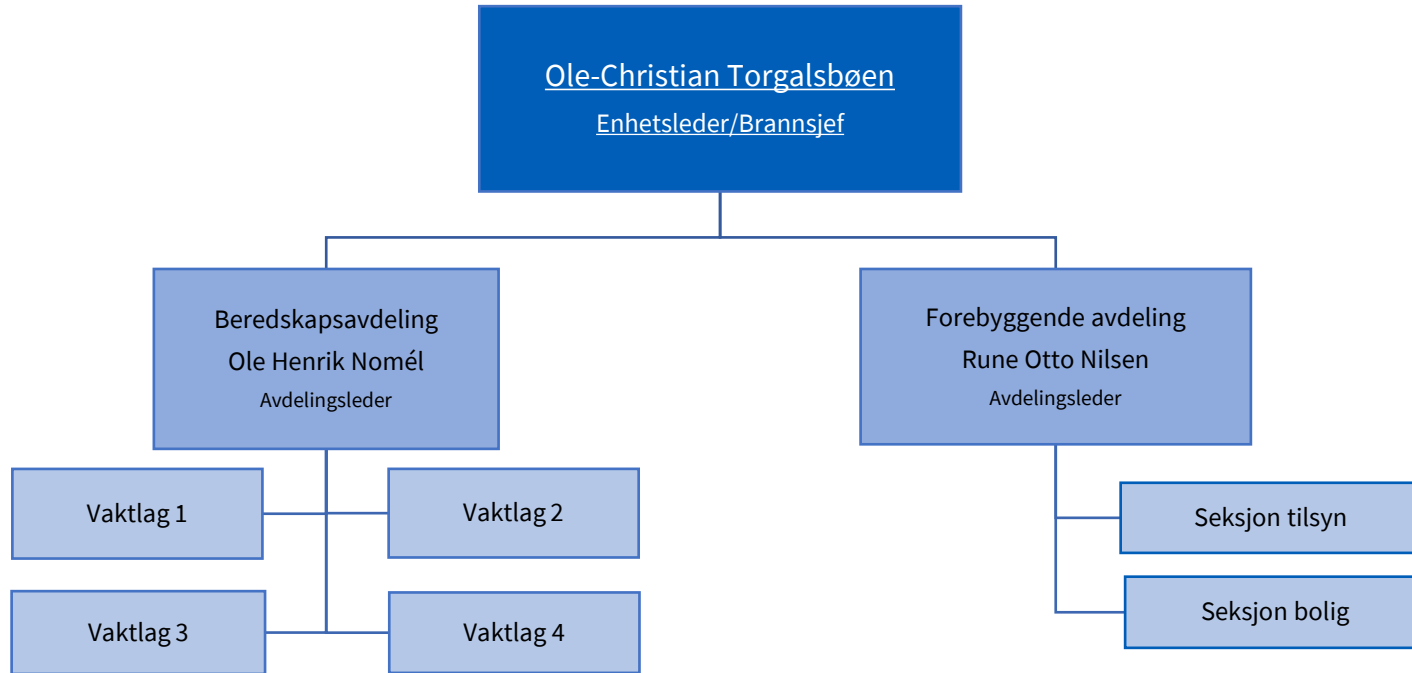 Ole-Christian Torgalsbøen
Enhetsleder/Brannsjef
Beredskapsavdeling
Ole Henrik Nomél
Avdelingsleder
Forebyggende avdeling
Rune Otto Nilsen
Avdelingsleder
Vaktlag 1
Vaktlag 2
Vaktlag 3
Vaktlag 4
Seksjon tilsyn
Seksjon bolig